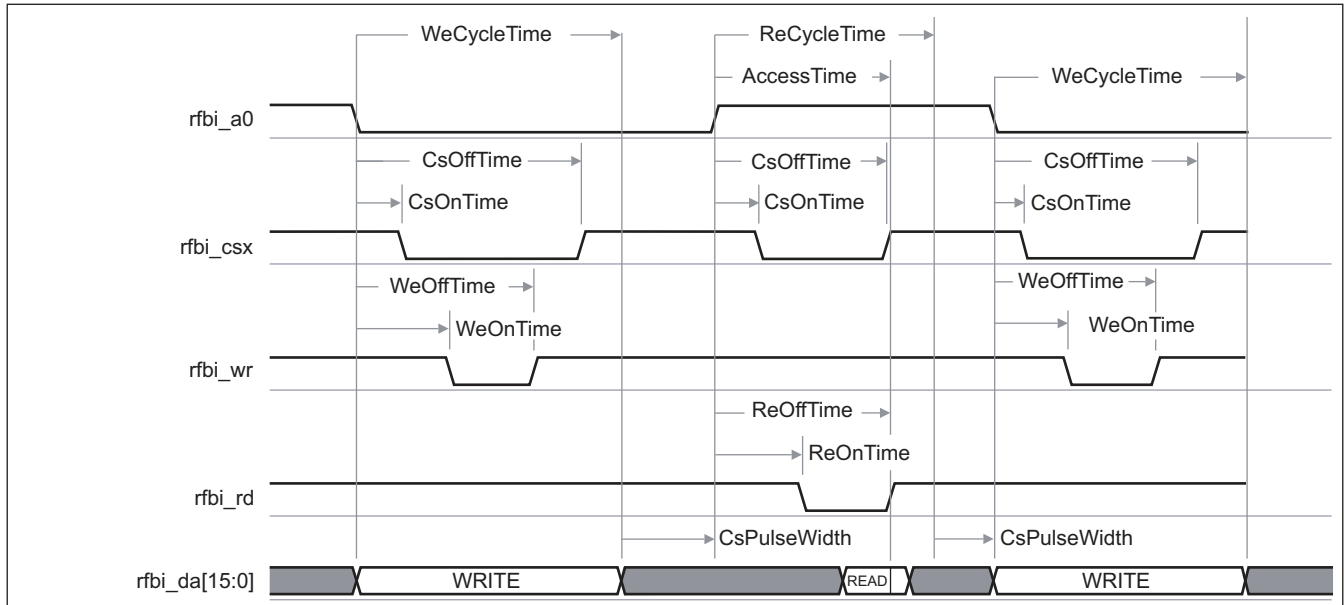 WeCycleTime ReCycleTime
AccessTime WeCycleTime
rfbi_a0
CsOffTime CsOffTime CsOffTime
CsOnTime CsOnTime CsOnTime
rfbi_csx
WeOffTime WeOffTime
WeOnTime WeOnTime
rfbi_wr
ReOffTime
ReOnTime
rfbi_rd
CsPulseWidth CsPulseWidth
rfbi_da[15:0] WRITE READ WRITE